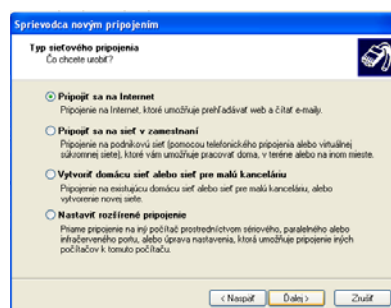 Sprievodca novým pripojením
Typ sieťového pripojenia
Čo chcete urobiť?
Pripojiť sa na Internet
Pripojenie na Internet, ktoré umožňuje prehľadávať web a čítať e-maily.
Pripojiť sa na sieť v zamestnaní
Pripojenie na podnikovú sieť (pomocou telefonického pripojenia alebo virtuálnej
súkromnej siete), ktoré vám umožňuje pracovať doma, v teréne alebo na inom mieste.
Vytvoriť domácu sieť alebo sieť pre malú kanceláriu
Pripojenie na existujúcu domácu sieť alebo sieť pre malú kanceláriu, alebo
vytvorenie novej siete.
Nastaviť rozšírené pripojenie
Priame pripojenie na iný počítač prostredníctvom sériového, paralelného alebo
infračerveného portu, alebo úprava nastavenia, ktorá umožňuje pripojenie iných
počítačov k tomuto počítaču.
< Naspäť Ďalej > Zrušiť